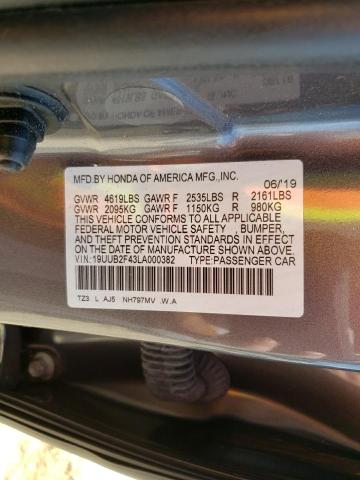 MFD.BY HONDA OF AMERICA MFG.,INC.
06/19
GVWR 4619LBS GAWR F 2535LBS R 2161LBS
GVWR 2095KG GAWR F 1150KG R 980KG
THIS VEHICLE CONFORMS TO ALL APPLICABLE
FEDERAL MOTOR VEHICLE SAFETY , BUMPER,
AND THEFT PREVENTION STANDARDS IN EFFECT
ON THE DATE OF MANUFACTURE SHOWN ABOVE.
V.I.N:19UUB2F43LA000382 TYPE:PASSENGER CAR
TZ3 L AJ5 NH797MV .W.A